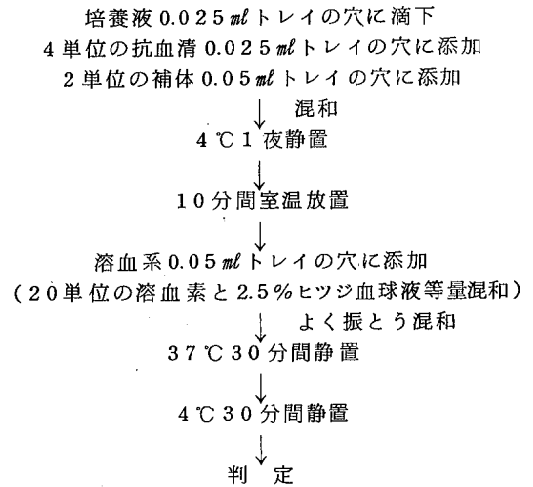 培養液0.025㎖トレイの穴に滴下
4単位の抗血清0.025㎖トレイの穴に添加
2単位の補体0.05㎖トレイの穴に添加
混和
4℃1夜静置
10分間室温放置
溶血系0.05㎖トレイの穴に添加
(20単位の溶血素と2.5%ヒツジ血球液等量混和)
よく振とう混和
37℃30分間静置
4℃30分間静置
判定